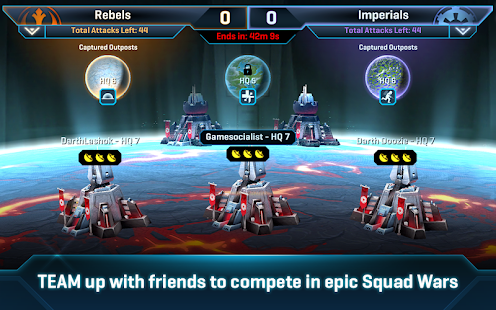 Rebels
0
0
Imperials
Total Attacks Left: 44
Ends in: 42m 9s
Total Attacks Left: 44
Captured Outposts
Captured Outposts
HQ 6
HQ 5
HQ 6
DarthLashok - HQ 7
Gamesocialist - HQ 7
Darth Oooxie - HQ 7
TEAM up with friends to compete in epic Squad Wars